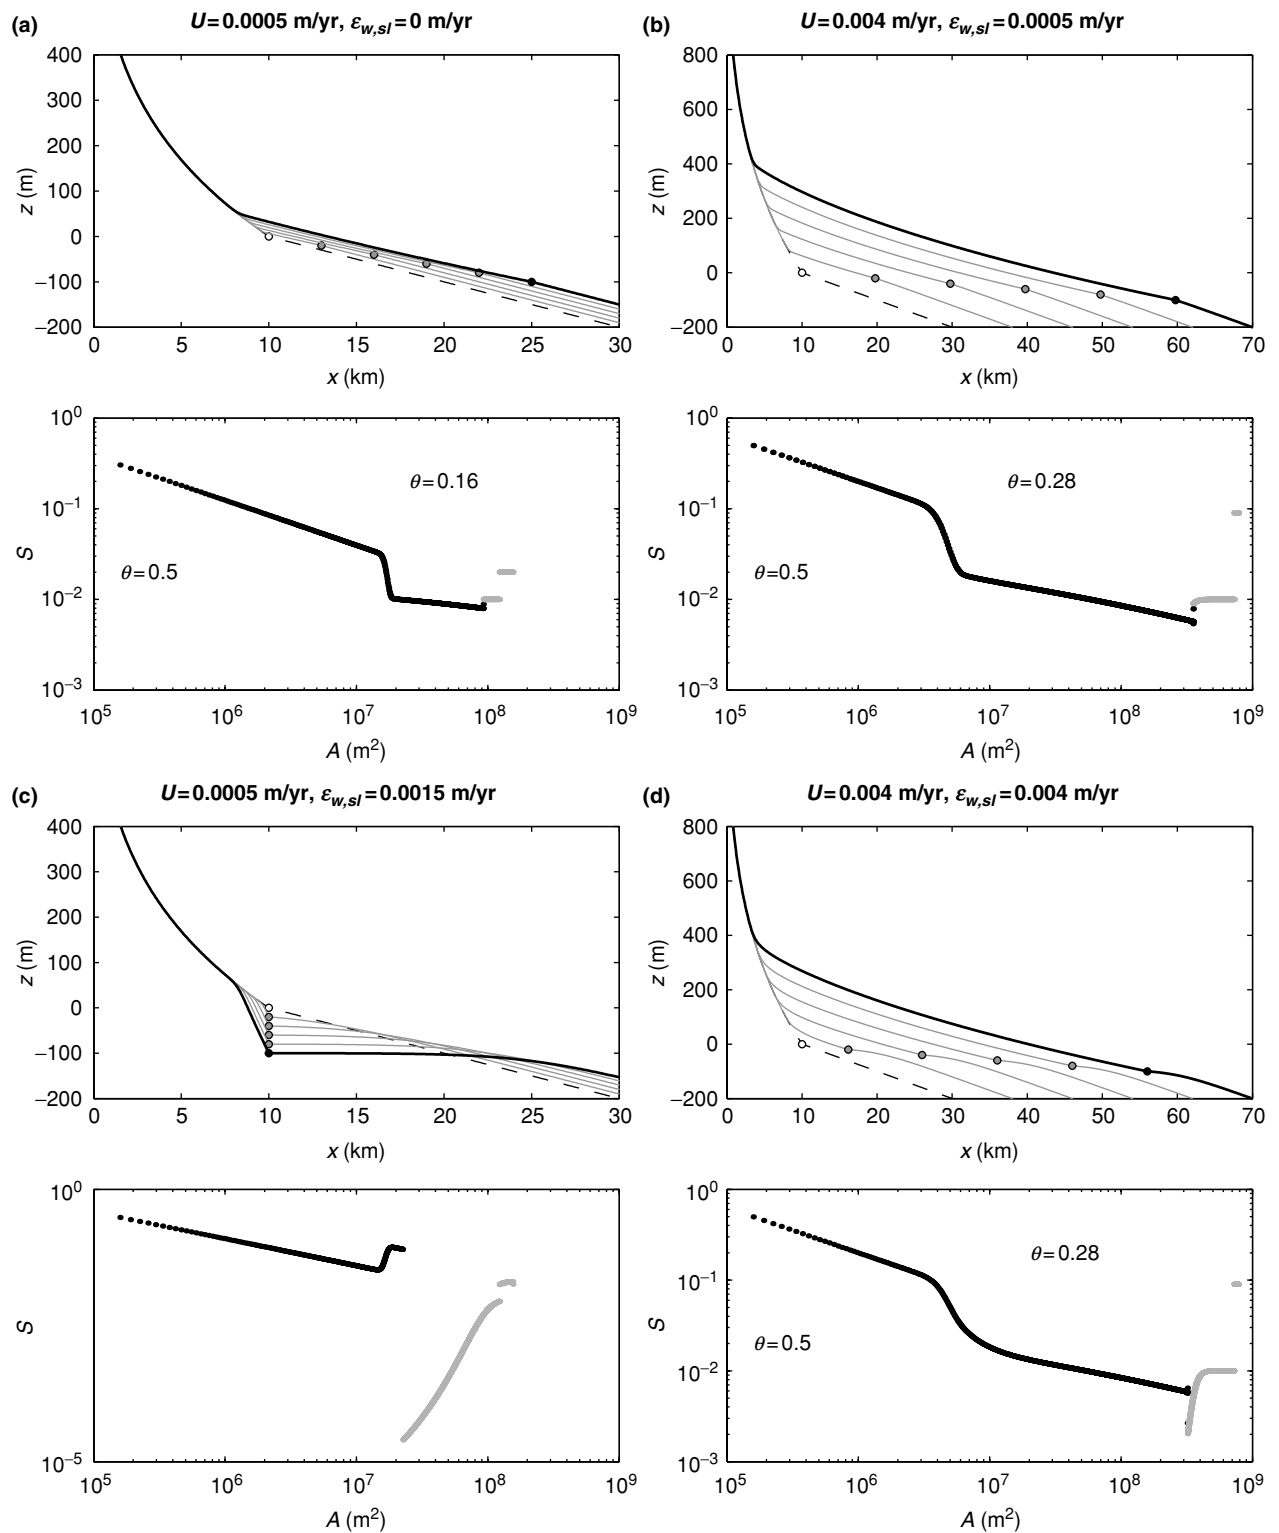 (a)
U=0.0005 m/yr, εw,sl=0 m/yr
400
300
200
100
0
−100
−200
z (m)
0 5 10 15 20 25 30
x (km)
10^0
10^−1
10^−2
10^−3
S
θ=0.16
θ=0.5
10^5 10^6 10^7 10^8 10^9
A (m^2)
(b)
U=0.004 m/yr, εw,sl=0.0005 m/yr
800
600
400
200
0
−200
z (m)
0 10 20 30 40 50 60 70
x (km)
10^0
10^−1
10^−2
10^−3
S
θ=0.28
θ=0.5
10^5 10^6 10^7 10^8 10^9
A (m^2)
(c)
U=0.0005 m/yr, εw,sl=0.0015 m/yr
400
300
200
100
0
−100
−200
z (m)
0 5 10 15 20 25 30
x (km)
10^0
10^−5
S
10^5 10^6 10^7 10^8 10^9
A (m^2)
(d)
U=0.004 m/yr, εw,sl=0.004 m/yr
800
600
400
200
0
−200
z (m)
0 10 20 30 40 50 60 70
x (km)
10^0
10^−1
10^−2
10^−3
S
θ=0.28
θ=0.5
10^5 10^6 10^7 10^8 10^9
A (m^2)